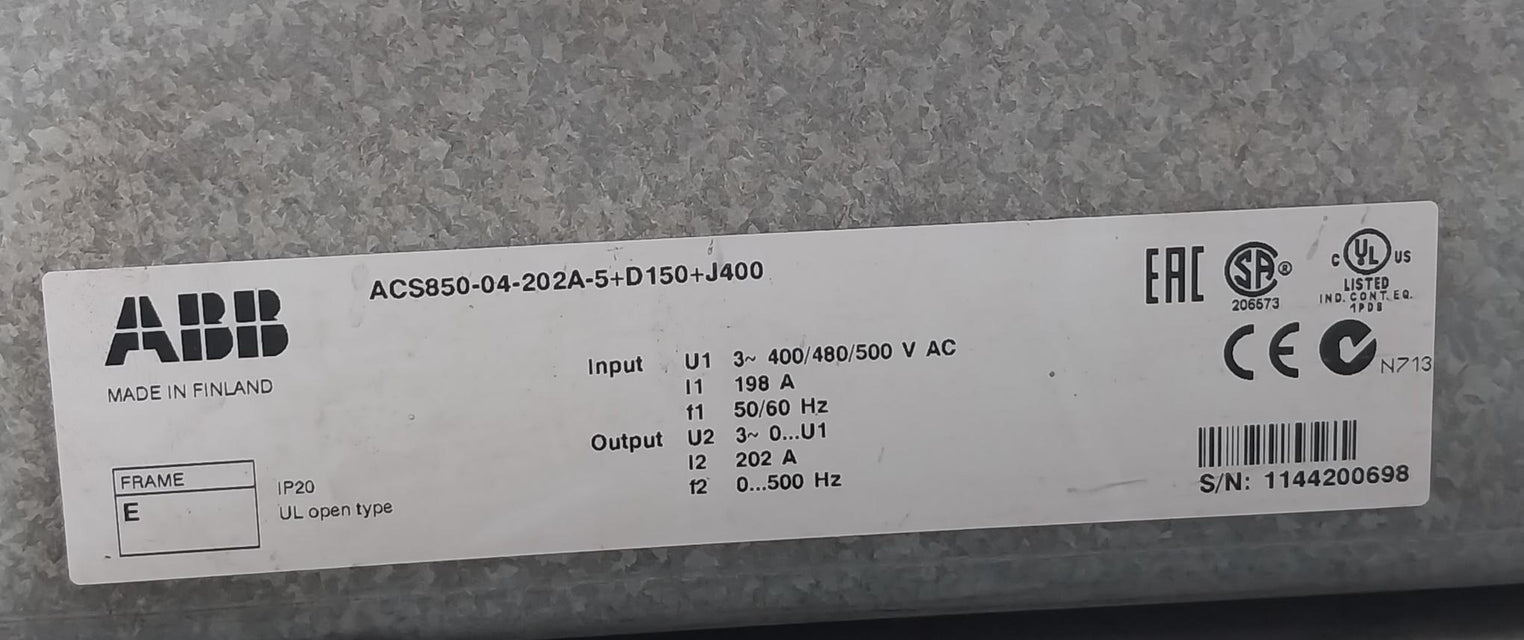 ABB
MADE IN FINLAND
ACS850-04-202A-5+D150+J400
Input U1 3~ 400/480/500 V AC
I1 198 A
f1 50/60 Hz
Output U2 3~ 0...U1
I2 202 A
f2 0...500 Hz
FRAME
E
IP20
UL open type
EAC
SA ®
206573
C UL US
LISTED
IND. CONT. EQ.
1PD8
CE
N713
S/N: 1144200698